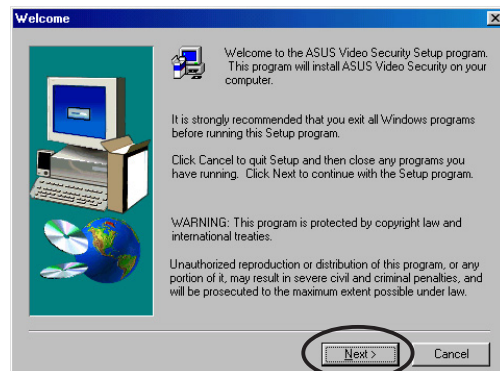 Welcome
Welcome to the ASUS Video Security Setup program.
This program will install ASUS Video Security on your
computer.
It is strongly recommended that you exit all Windows programs
before running this Setup program.
Click Cancel to quit Setup and then close any programs you
have running. Click Next to continue with the Setup program.
WARNING: This program is protected by copyright law and
international treaties.
Unauthorized reproduction or distribution of this program, or any
portion of it, may result in severe civil and criminal penalties, and
will be prosecuted to the maximum extent possible under law.
Next >
Cancel